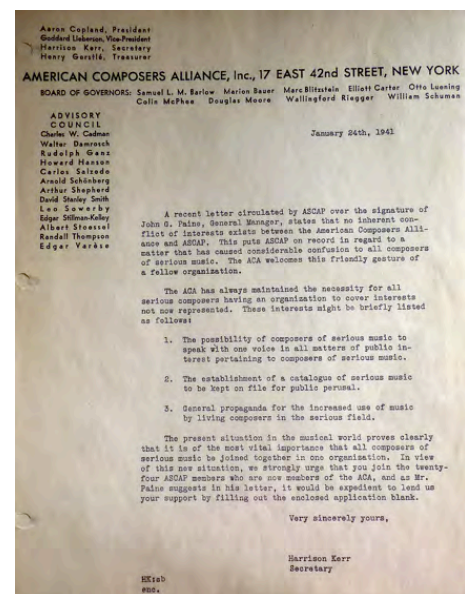 Aaron Copland, President
Goddard Lieberson, Vice-President
Harrison Kerr, Secretary
Henry Gerstlé, Treasurer
AMERICAN COMPOSERS ALLIANCE, Inc., 17 EAST 42nd STREET, NEW YORK
BOARD OF GOVERNORS: Samuel L. M. Barlow Marion Bauer Marc Blitzstein Elliott Carter Otto Luening
Colin McPhee Douglas Moore Wallingford Riegger William Schuman
ADVISORY
COUNCIL
Charles W. Cadman
Walter Damrosch
Rudolph Ganz
Howard Hanson
Carlos Salzedo
Arnold Schönberg
Arthur Shepherd
David Stanley Smith
Leo Sowerby
Edgar Stillman-Kelley
Albert Stoessel
Randall Thompson
Edgar Varèse
January 24th, 1941
A recent letter circulated by ASCAP over the signature of
John G. Paine, General Manager, states that no inherent con-
flict of interests exists between the American Composers Alli-
ance and ASCAP. This puts ASCAP on record in regard to a
matter that has caused considerable confusion to all composers
of serious music. The ACA welcomes this friendly gesture of
a fellow organization.
The ACA has always maintained the necessity for all
serious composers having an organization to cover interests
not now represented. These interests might be briefly listed
as follows:
1. The possibility of composers of serious music to
speak with one voice in all matters of public in-
terest pertaining to composers of serious music.
2. The establishment of a catalogue of serious music
to be kept on file for public perusal.
3. General propaganda for the increased use of music
by living composers in the serious field.
The present situation in the musical world proves clearly
that it is of the most vital importance that all composers of
serious music be joined together in one organization. In view
of this new situation, we strongly urge that you join the twenty-
four ASCAP members who are now members of the ACA, and as Mr.
Paine suggests in his letter, it would be expedient to lend us
your support by filling out the enclosed application blank.
Very sincerely yours,
Harrison Kerr
Secretary
HK:sb
enc.